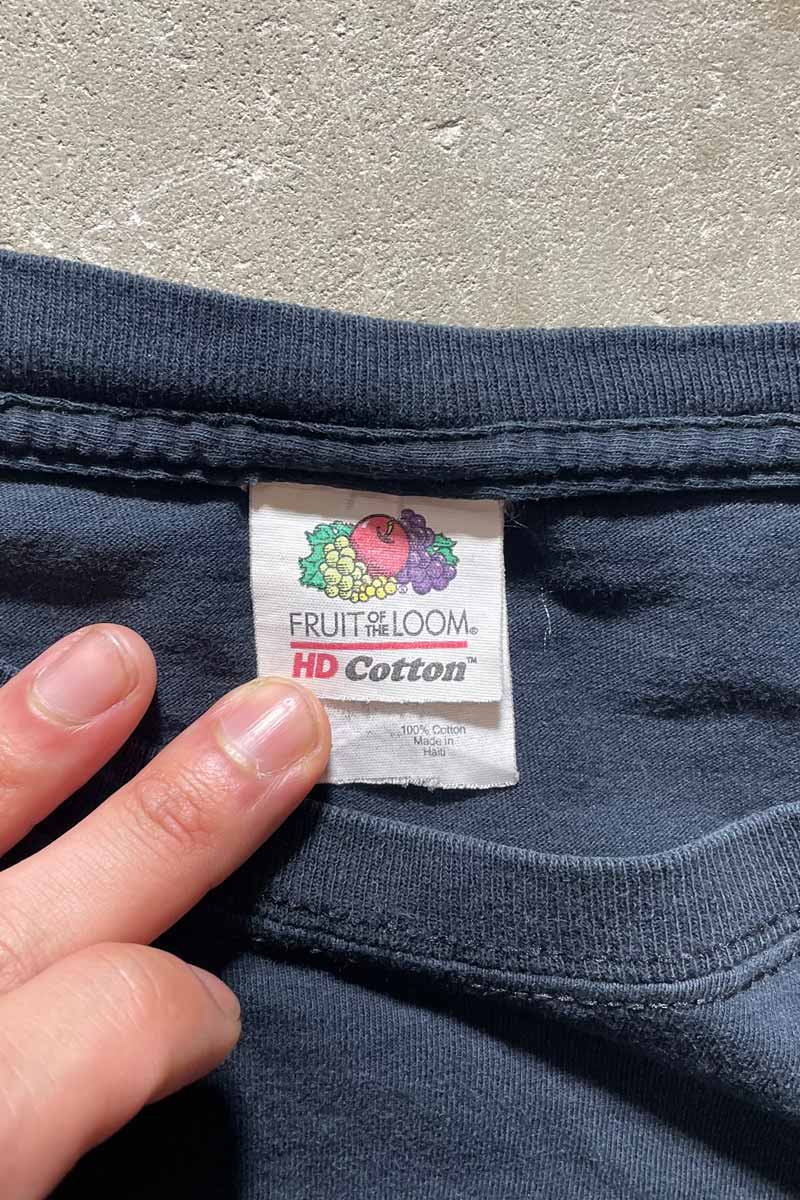 FRUIT OF THE LOOM®
HD Cotton™
100% Cotton
Made in
Haiti